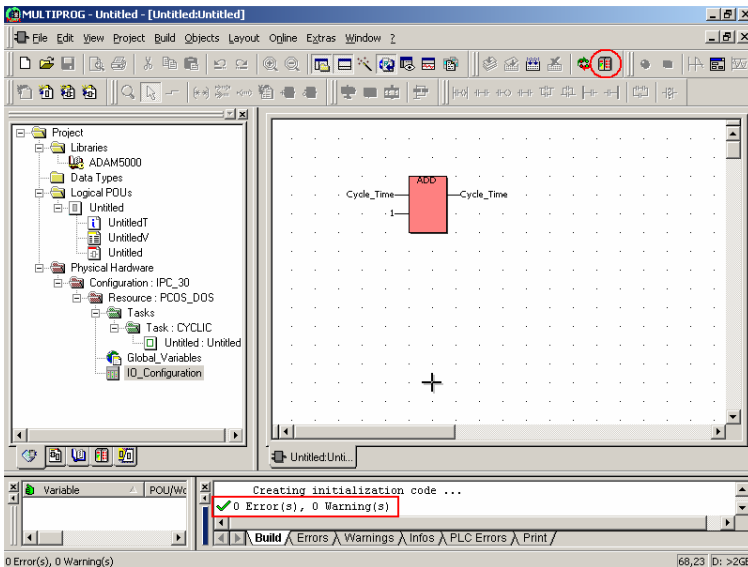 MULTIPROG - Untitled - [Untitled:Untitled]
File Edit View Project Build Objects Layout Online Extras Window ?
Project
Libraries
ADAM5000
Data Types
Logical POUs
Untitled
UntitledT
UntitledV
Untitled
Physical Hardware
Configuration : IPC_30
Resource : PCOS_DOS
Tasks
Task : CYCLIC
Untitled : Untitled
Global_Variables
IO_Configuration
ADD
Cycle_Time
Cycle_Time
1
Untitled:Unti...
Variable POU/Wo
Creating initialization code ...
0 Error(s), 0 Warning(s)
Build Errors Warnings Infos PLC Errors Print
0 Error(s), 0 Warning(s)
68,23 D: >2GB